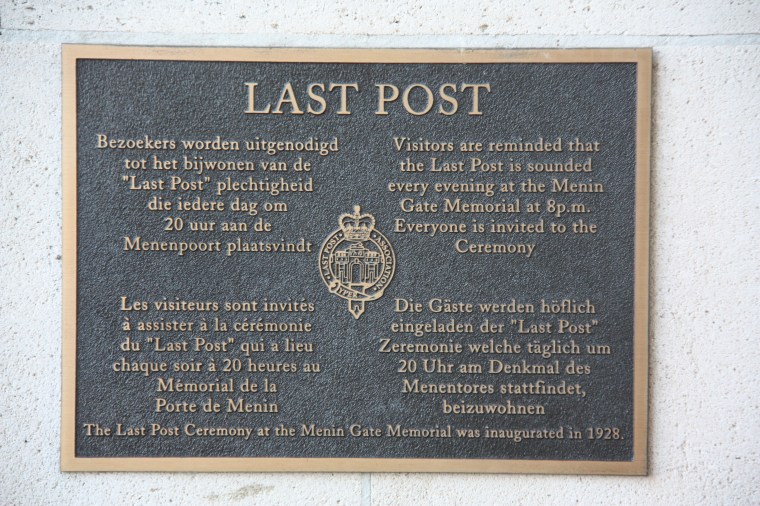 LAST POST
Bezoekers worden uitgenodigd
tot het bijwonen van de
"Last Post" plechtigheid
die iedere dag om
20 uur aan de
Menenpoort plaatsvindt
Visitors are reminded that
the Last Post is sounded
every evening at the Menin
Gate Memorial at 8p.m.
Everyone is invited to the
Ceremony
LAST POST ASSOCIATION
Les visiteurs sont invités
à assister à la cérémonie
du "Last Post" qui a lieu
chaque soir à 20 heures au
Mémorial de la
Porte de Menin
Die Gäste werden höflich
eingeladen der "Last Post"
Zeremonie welche täglich um
20 Uhr am Denkmal des
Menentores stattfindet,
beizuwohnen
The Last Post Ceremony at the Menin Gate Memorial was inaugurated in 1928.